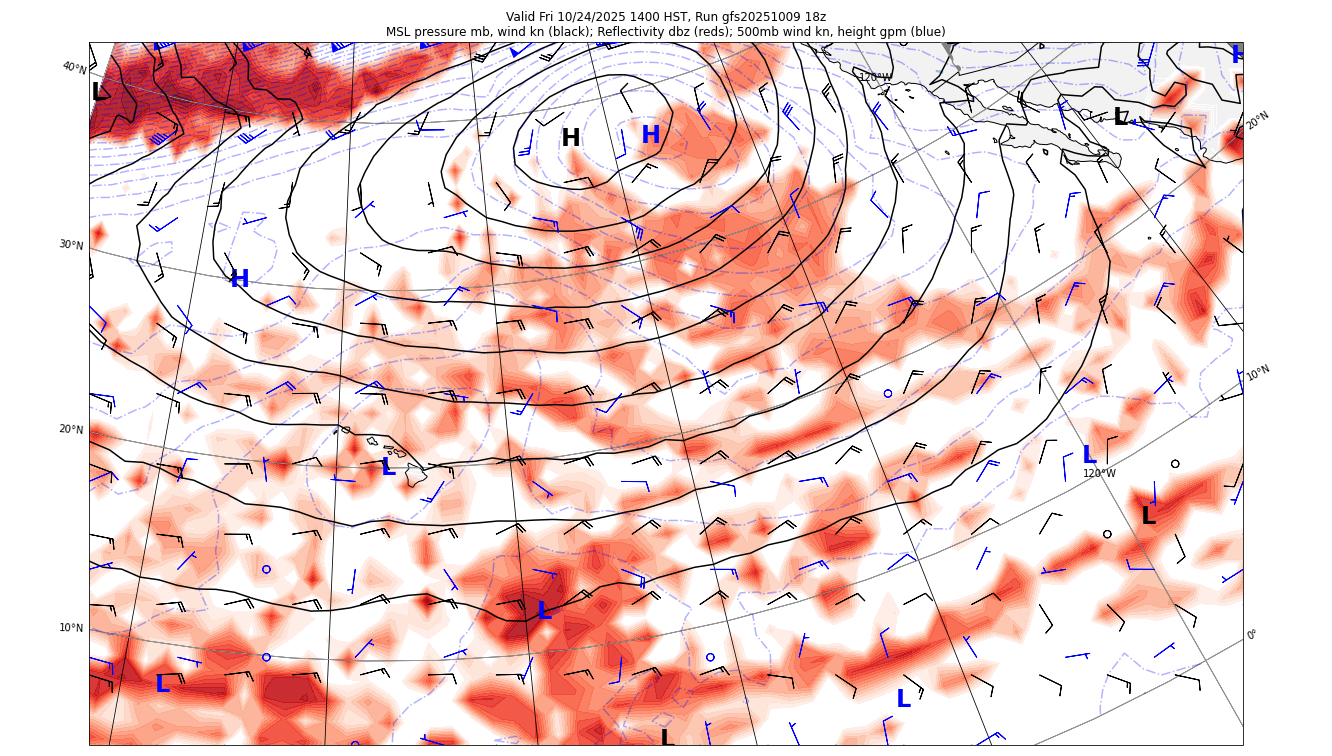 Valid Fri 10/24/2025 1400 HST, Run gfs20251009 18z
MSL pressure mb, wind kn (black); Reflectivity dbz (reds); 500mb wind kn, height gpm (blue)
H
40°N
120°W
L
L
20°N
H
H
30°N
H
10°N
20°N
L
L
120°W
L
L
10°N
0°
L
L
L